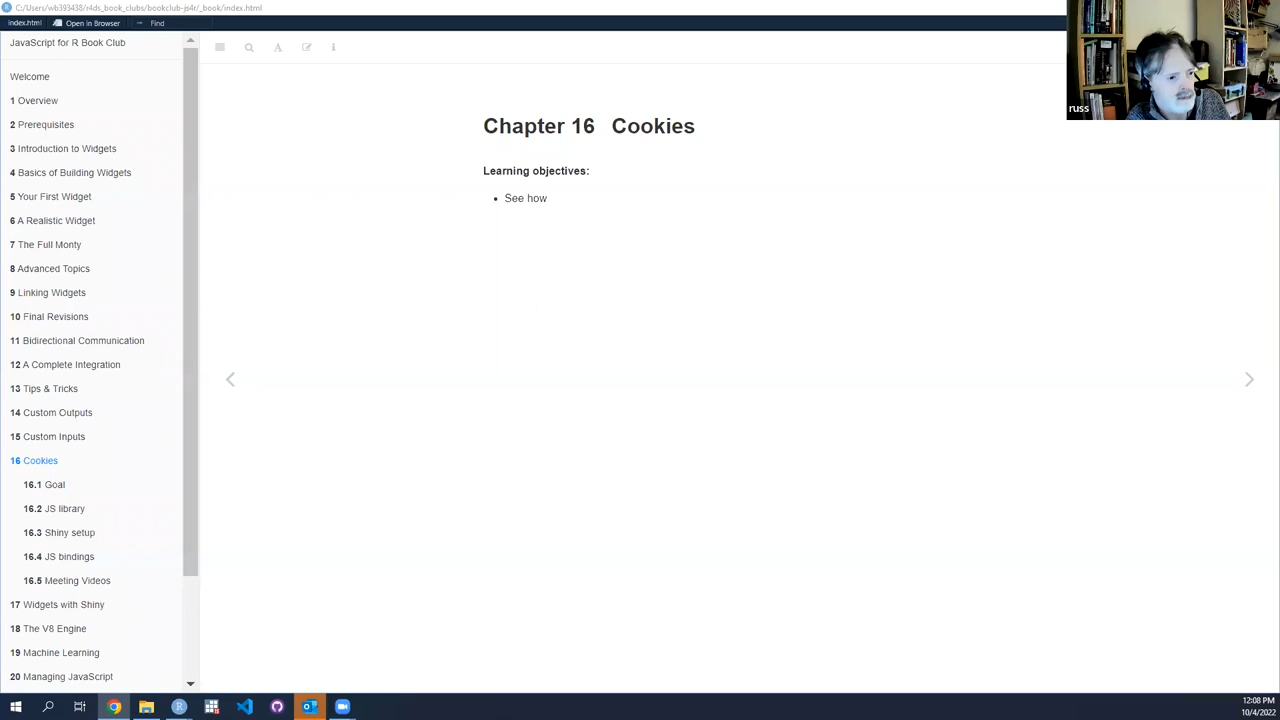 C:/Users/wb393438/r4ds_book_clubs/bookclub-js4r/_book/index.html
index.html Open in Browser Find
JavaScript for R Book Club
Welcome
1 Overview
2 Prerequisites
3 Introduction to Widgets
4 Basics of Building Widgets
5 Your First Widget
6 A Realistic Widget
7 The Full Monty
8 Advanced Topics
9 Linking Widgets
10 Final Revisions
11 Bidirectional Communication
12 A Complete Integration
13 Tips & Tricks
14 Custom Outputs
15 Custom Inputs
16 Cookies
16.1 Goal
16.2 JS library
16.3 Shiny setup
16.4 JS bindings
16.5 Meeting Videos
17 Widgets with Shiny
18 The V8 Engine
19 Machine Learning
20 Managing JavaScript
Chapter 16 Cookies
Learning objectives:
• See how
russ
12:08 PM
10/4/2022